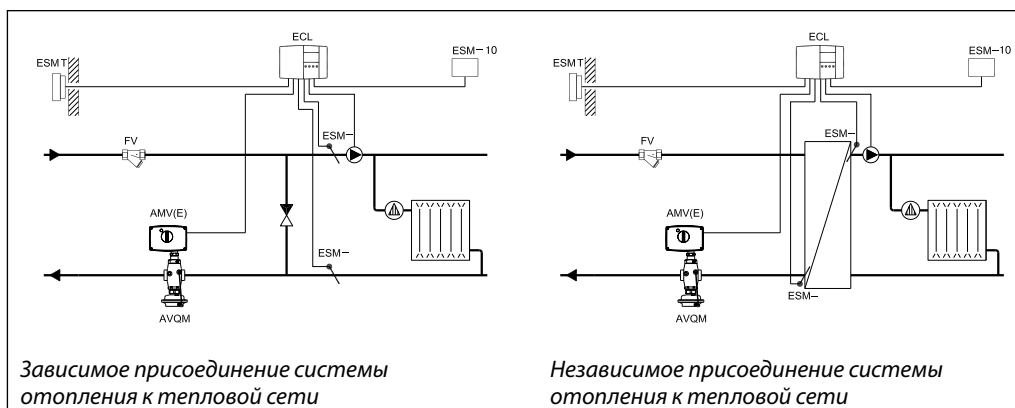 ECL
ESMT
ESM–10
FV
ESM–
AMV(E)
ESM–
AVQM
Зависимое присоединение системы
отопления к тепловой сети
ECL
ESMT
ESM–10
FV
ESM–
AMV(E)
ESM–
AVQM
Независимое присоединение системы
отопления к тепловой сети